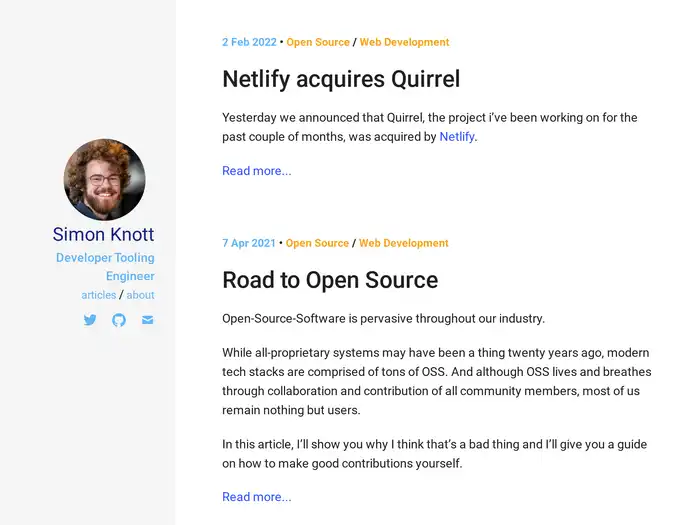 Simon Knott
Developer Tooling
Engineer
articles / about
2 Feb 2022 • Open Source / Web Development
Netlify acquires Quirrel
Yesterday we announced that Quirrel, the project i’ve been working on for the
past couple of months, was acquired by Netlify.
Read more...
7 Apr 2021 • Open Source / Web Development
Road to Open Source
Open-Source-Software is pervasive throughout our industry.
While all-proprietary systems may have been a thing twenty years ago, modern
tech stacks are comprised of tons of OSS. And although OSS lives and breathes
through collaboration and contribution of all community members, most of us
remain nothing but users.
In this article, I’ll show you why I think that’s a bad thing and I’ll give you a guide
on how to make good contributions yourself.
Read more...